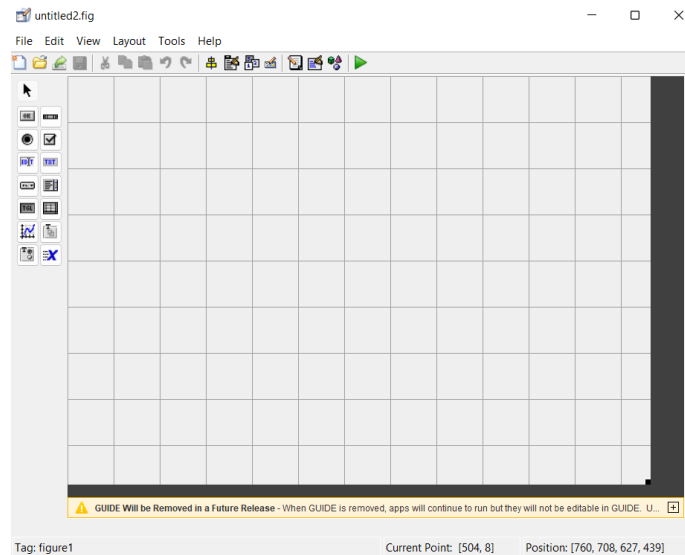 untitled2.fig
File Edit View Layout Tools Help
OK
EDIT TXT
TGL
GUIDE Will be Removed in a Future Release - When GUIDE is removed, apps will continue to run but they will not be editable in GUIDE. U...
Tag: figure1 Current Point: [504, 8] Position: [760, 708, 627, 439]